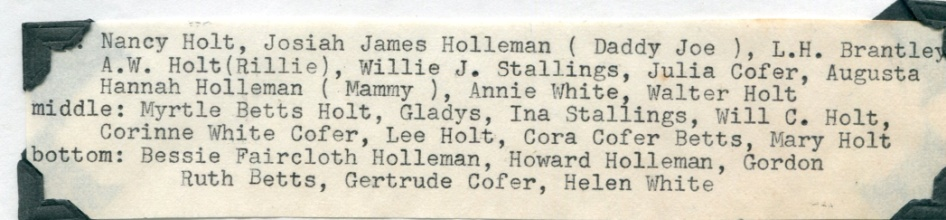 : Nancy Holt, Josiah James Holleman ( Daddy Joe ), L.H. Brantley
A.W. Holt(Rillie), Willie J. Stallings, Julia Cofer, Augusta
Hannah Holleman ( Mammy ), Annie White, Walter Holt
middle: Myrtle Betts Holt, Gladys, Ina Stallings, Will C. Holt,
Corinne White Cofer, Lee Holt, Cora Cofer Betts, Mary Holt
bottom: Bessie Faircloth Holleman, Howard Holleman, Gordon
Ruth Betts, Gertrude Cofer, Helen White